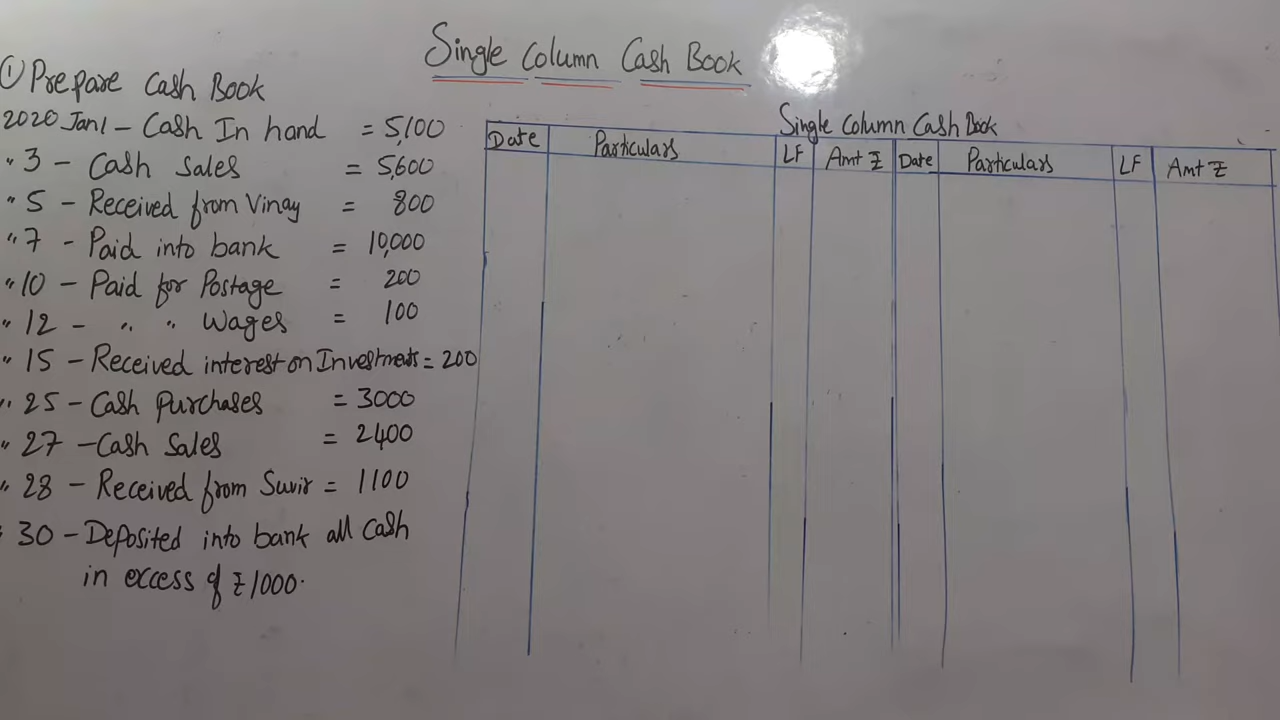 Single Column Cash Book
① Prepare Cash Book
2020 Jan 1 - Cash In hand = 5,100
" 3 - Cash Sales = 5,600
" 5 - Received from Vinay = 800
" 7 - Paid into bank = 10,000
" 10 - Paid for Postage = 200
" 12 - " " Wages = 100
" 15 - Received interest on Investments = 200
" 25 - Cash Purchases = 3000
" 27 - Cash Sales = 2400
" 28 - Received from Suvir = 1100
" 30 - Deposited into bank all cash
in excess of ₹1000.
Single Column Cash Book
Date Particulars LF Amt ₹ Date Particulars LF Amt ₹